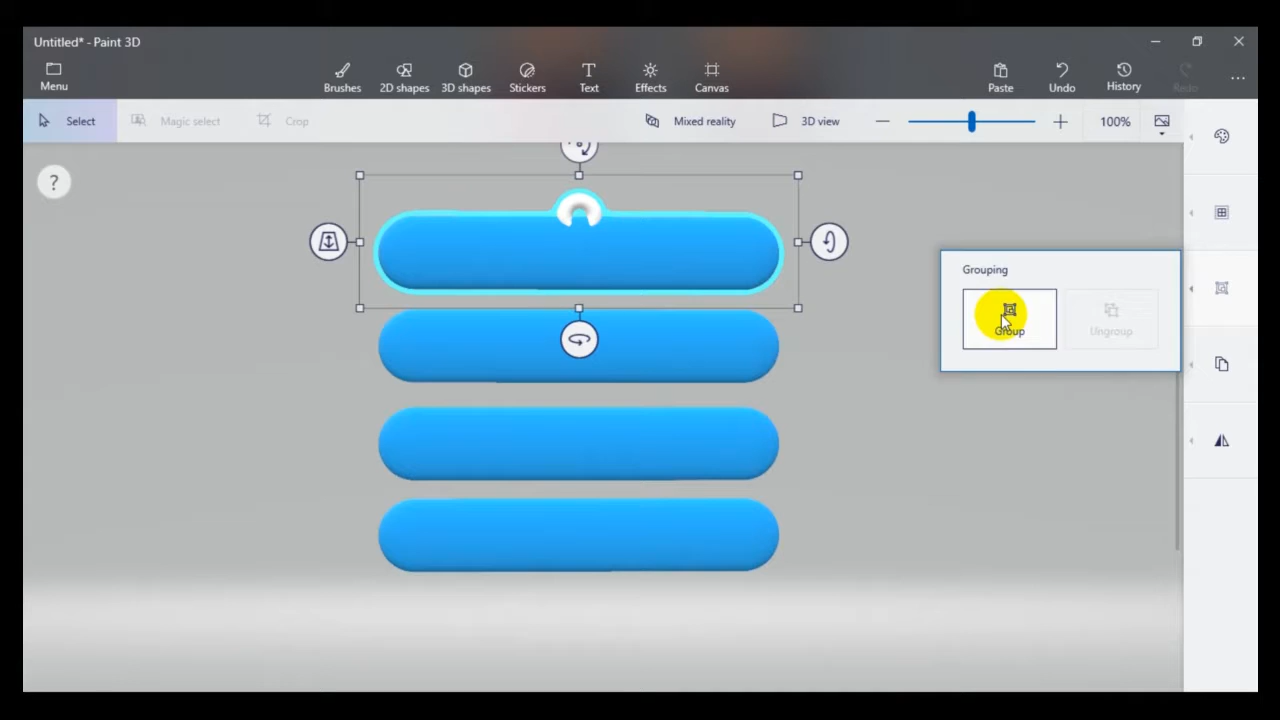 Untitled* - Paint 3D
Menu
Brushes
2D shapes
3D shapes
Stickers
Text
Effects
Canvas
Paste
Undo
History
Redo
Select
Magic select
Crop
Mixed reality
3D view
100%
?
Grouping
Group
Ungroup